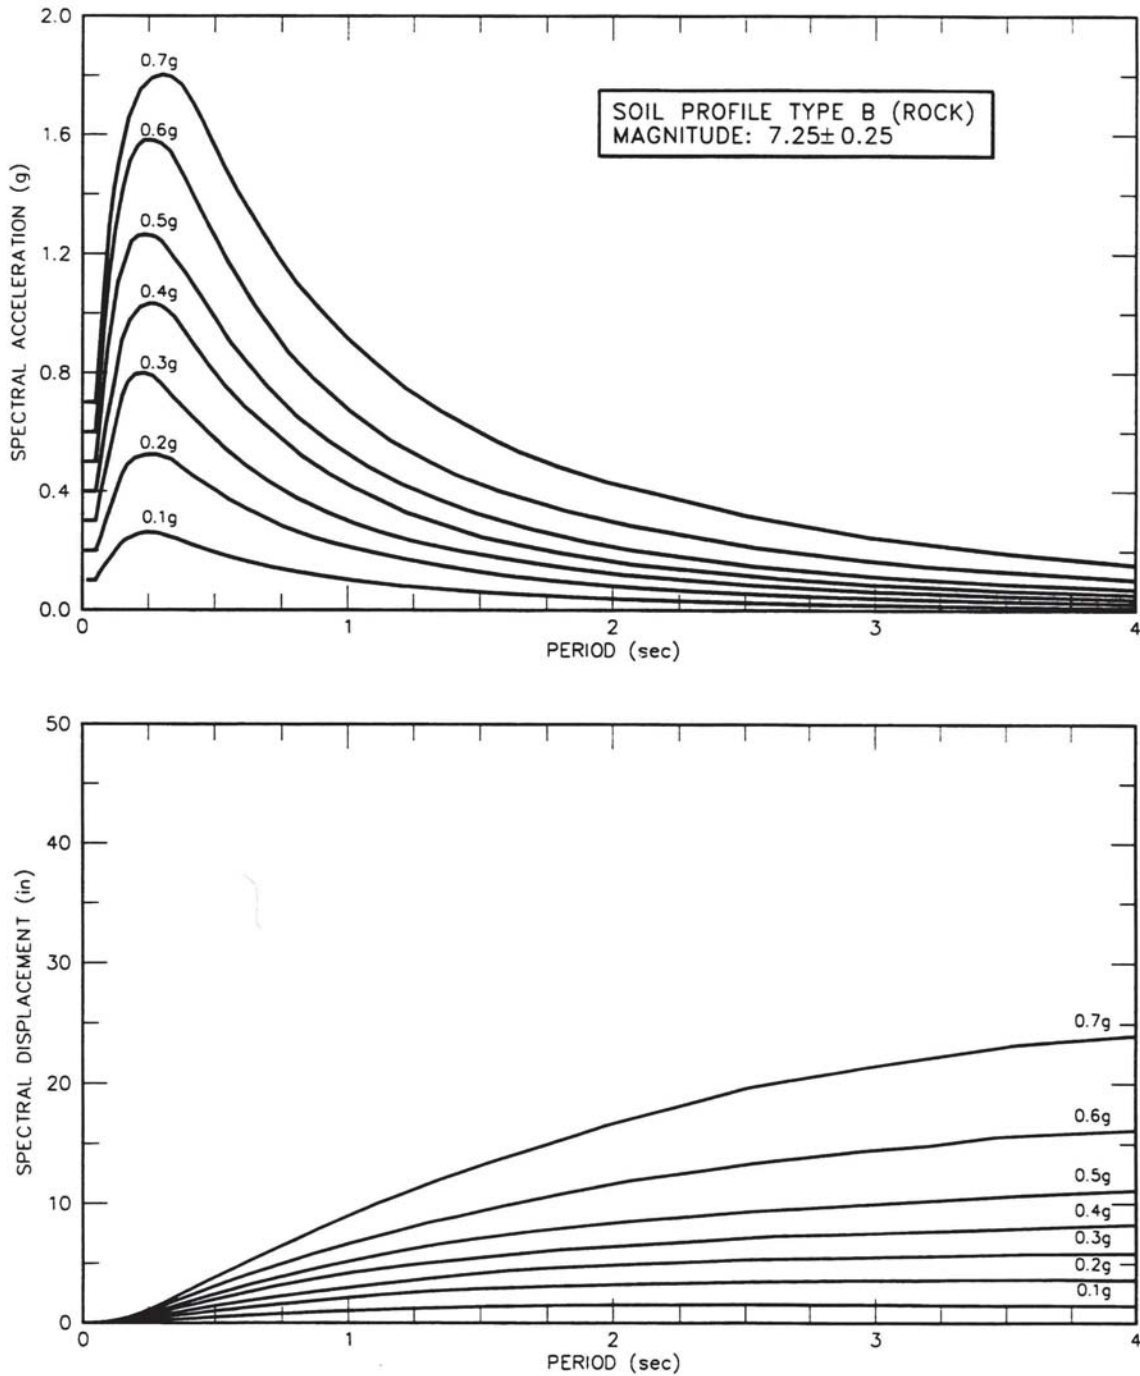 2.0
0.7g
SOIL PROFILE TYPE B (ROCK)
MAGNITUDE: 7.25± 0.25
1.6
0.6g
SPECTRAL ACCELERATION (g)
1.2
0.5g
0.4g
0.8
0.3g
0.2g
0.4
0.1g
0.0
0 1 2 3 4
PERIOD (sec)
50
40
SPECTRAL DISPLACEMENT (in)
30
0.7g
20
0.6g
0.5g
10
0.4g
0.3g
0.2g
0.1g
0
0 1 2 3 4
PERIOD (sec)